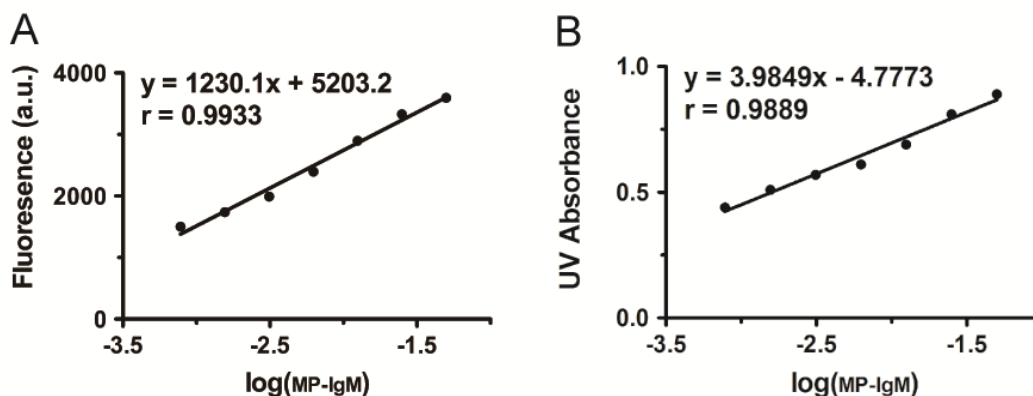 A
y = 1230.1x + 5203.2
r = 0.9933
Fluoresence (a.u.)
4000
2000
0
-3.5
-2.5
-1.5
log(MP-IgM)
B
y = 3.9849x - 4.7773
r = 0.9889
UV Absorbance
1.0
0.5
0.0
-3.5
-2.5
-1.5
log(MP-IgM)